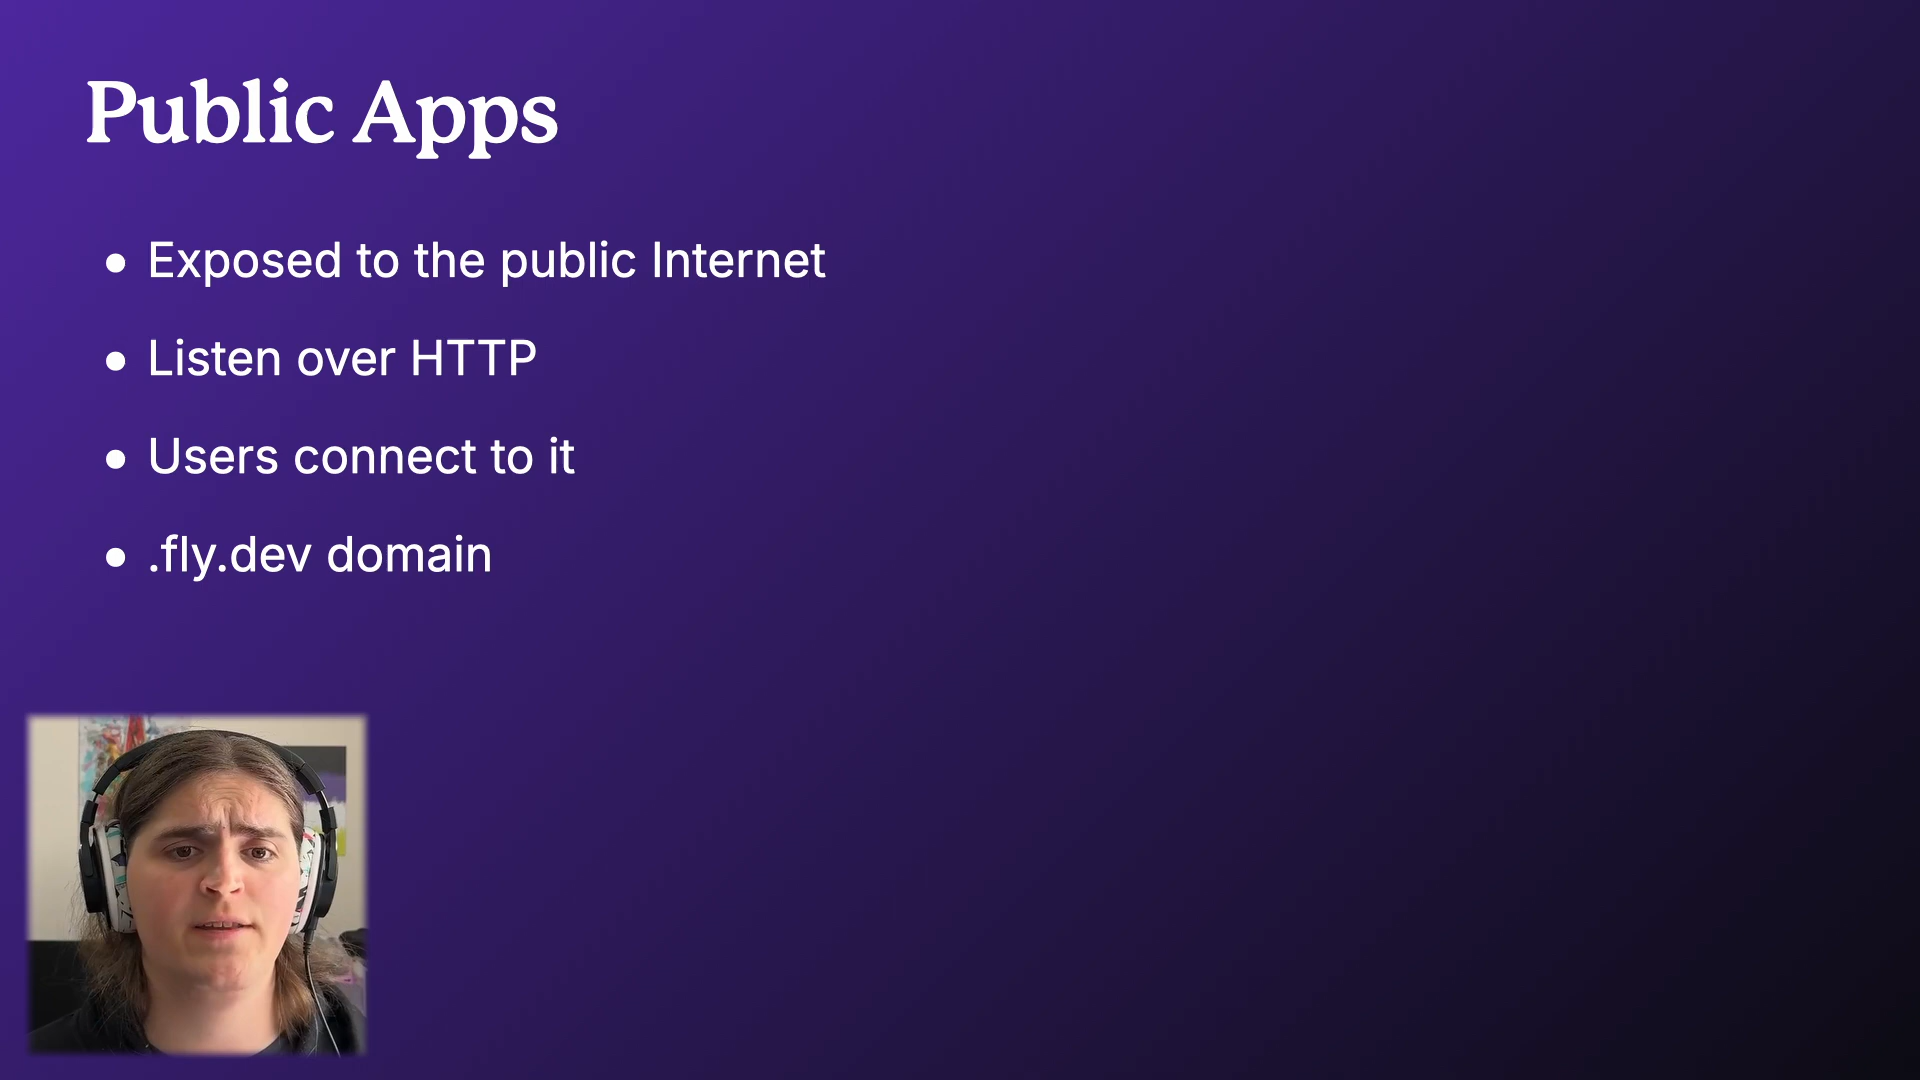 Public Apps
• Exposed to the public Internet
• Listen over HTTP
• Users connect to it
• .fly.dev domain